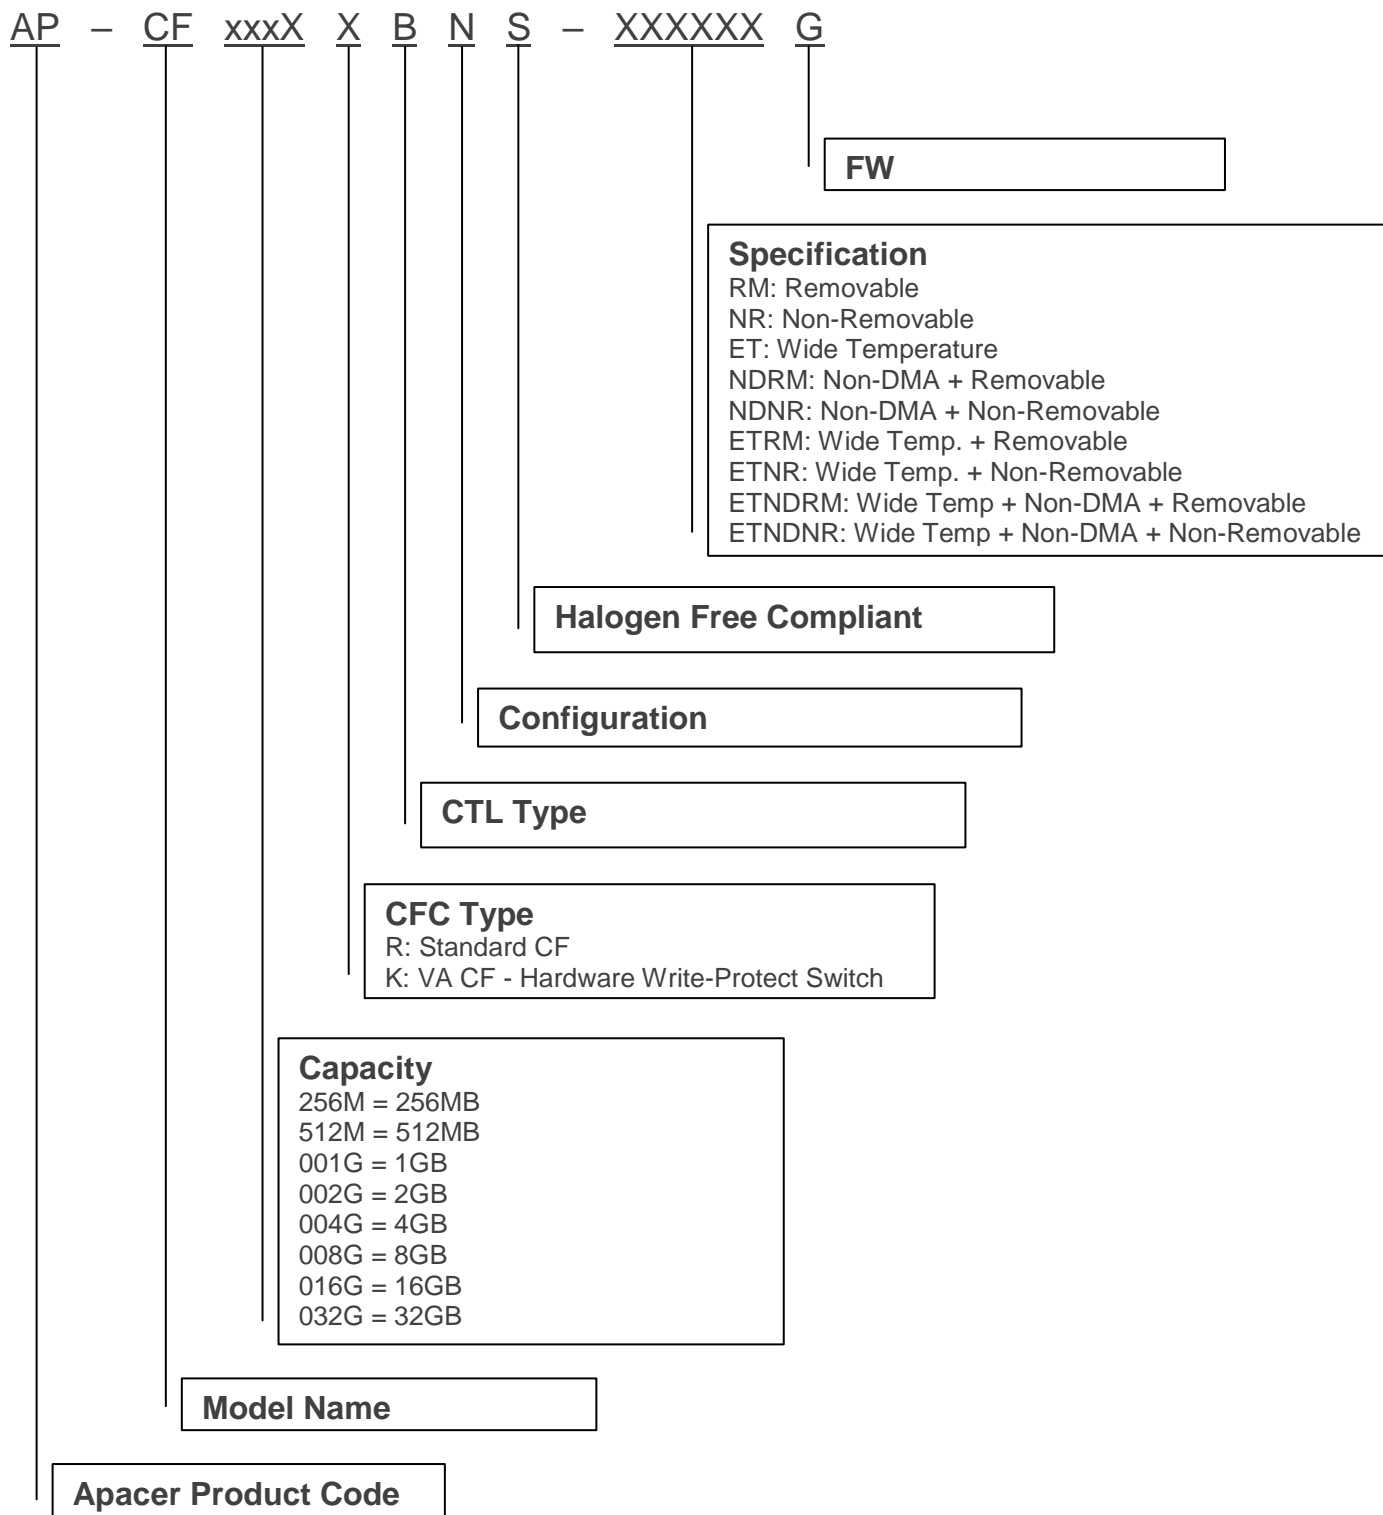 AP – CF xxxX X B N S – XXXXXX G
FW
Specification
RM: Removable
NR: Non-Removable
ET: Wide Temperature
NDRM: Non-DMA + Removable
NDNR: Non-DMA + Non-Removable
ETRM: Wide Temp. + Removable
ETNR: Wide Temp. + Non-Removable
ETNDRM: Wide Temp + Non-DMA + Removable
ETNDNR: Wide Temp + Non-DMA + Non-Removable
Halogen Free Compliant
Configuration
CTL Type
CFC Type
R: Standard CF
K: VA CF - Hardware Write-Protect Switch
Capacity
256M = 256MB
512M = 512MB
001G = 1GB
002G = 2GB
004G = 4GB
008G = 8GB
016G = 16GB
032G = 32GB
Model Name
Apacer Product Code